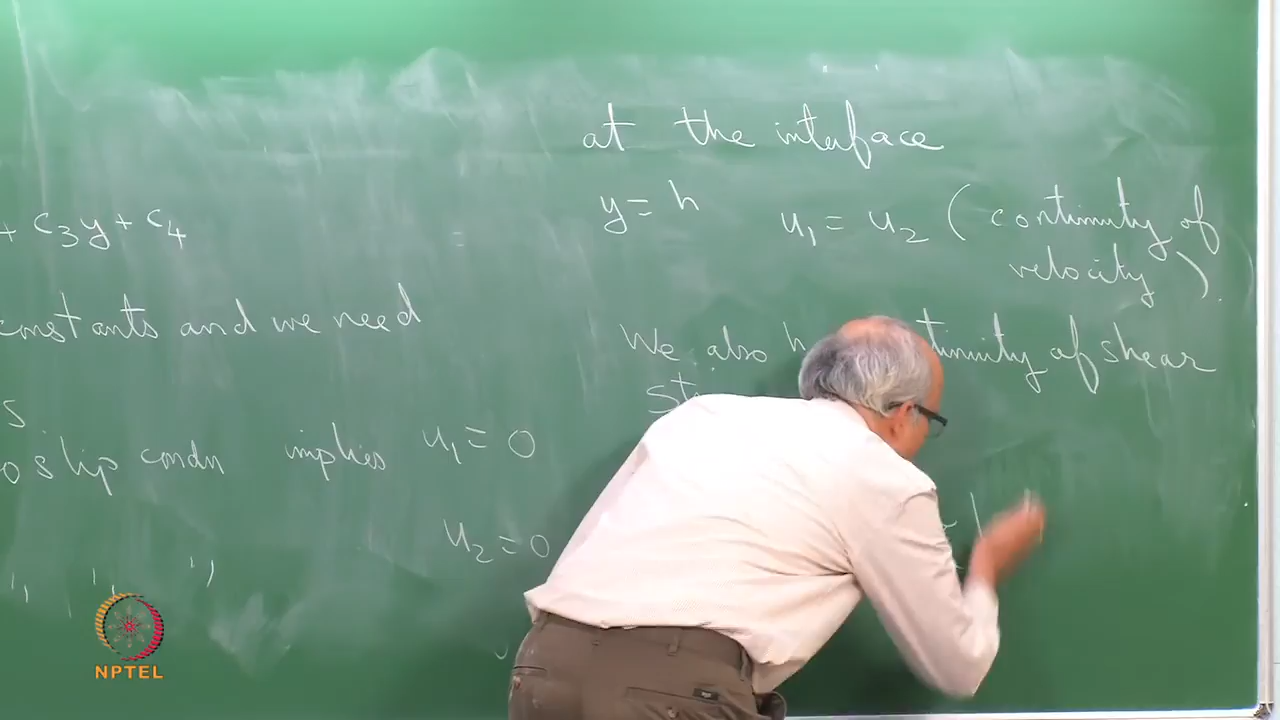 + c₃y + c₄
constants and we need
s
o slip condn implies u₁ = 0
u₂ = 0
'' '' ''
at the interface
y = h u₁ = u₂ (continuity of
velocity).
We also h tinuity of shear
st
NPTEL